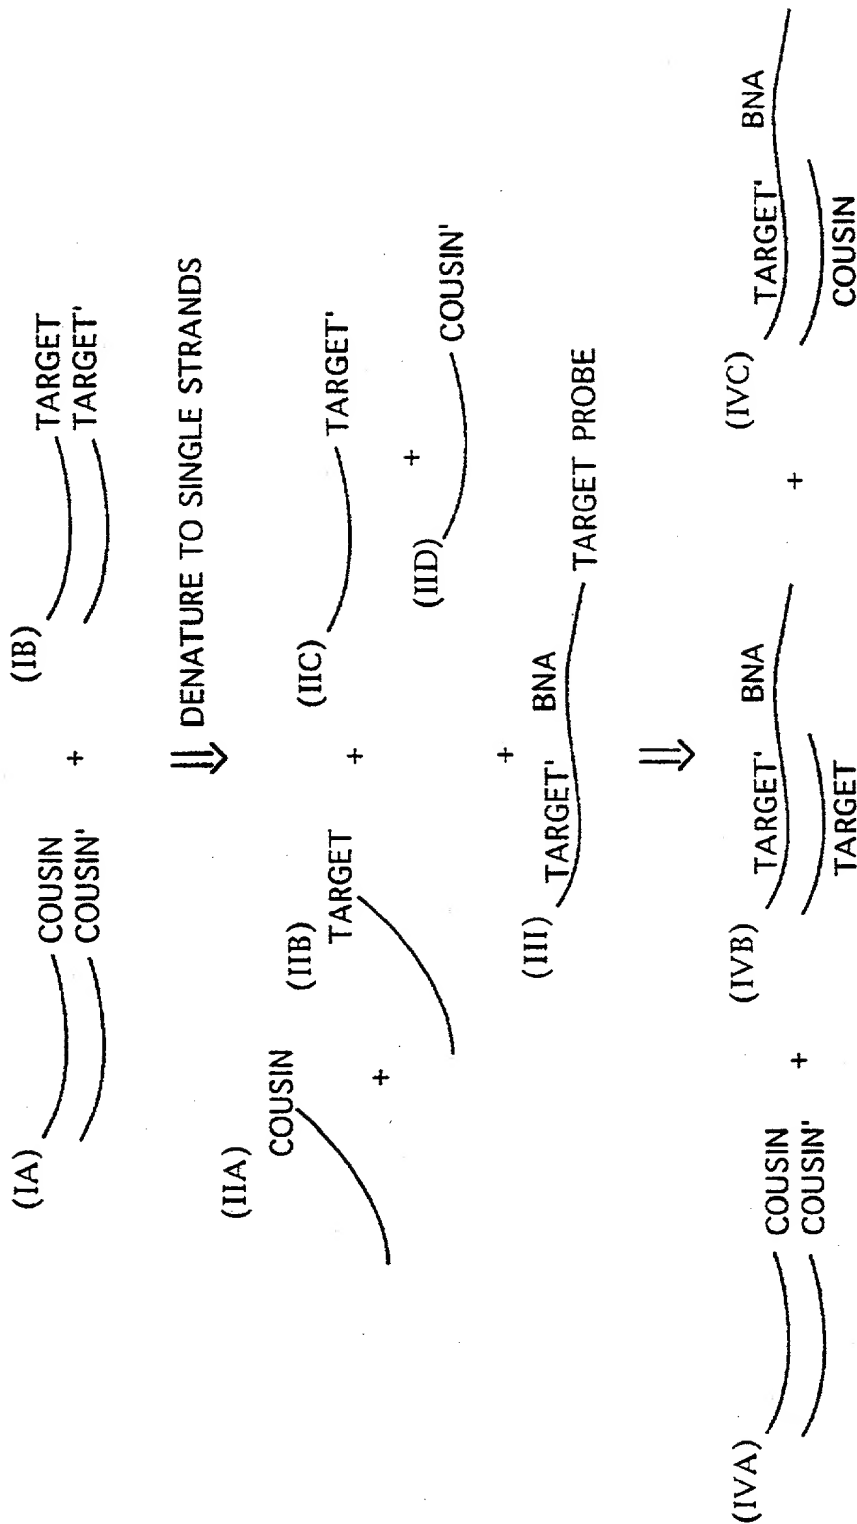 (IA)
COUSIN
COUSIN'
+
(IB)
TARGET
TARGET'
DENATURE TO SINGLE STRANDS
(IIA)
COUSIN
+
(IIB)
TARGET
+
(IIC)
TARGET'
+
(IID)
COUSIN'
+
(III)
TARGET' BNA
TARGET PROBE
(IVA)
COUSIN
COUSIN'
+
(IVB)
TARGET' BNA
TARGET
+
(IVC)
TARGET' BNA
COUSIN